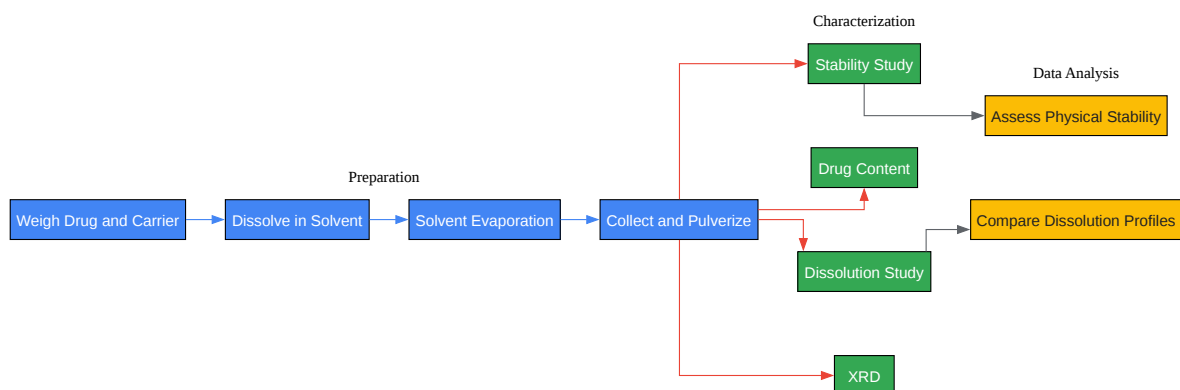 Characterization
Stability Study
Data Analysis
Assess Physical Stability
Drug Content
Preparation
Weigh Drug and Carrier
Dissolve in Solvent
Solvent Evaporation
Collect and Pulverize
Compare Dissolution Profiles
Dissolution Study
XRD